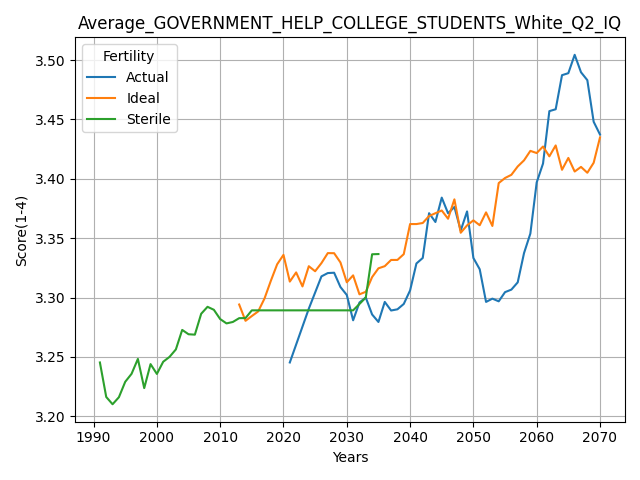 Average_GOVERNMENT_HELP_COLLEGE_STUDENTS_White_Q2_IQ
Fertility
Actual
Ideal
Sterile
Score(1-4)
3.50
3.45
3.40
3.35
3.30
3.25
3.20
1990 2000 2010 2020 2030 2040 2050 2060 2070
Years